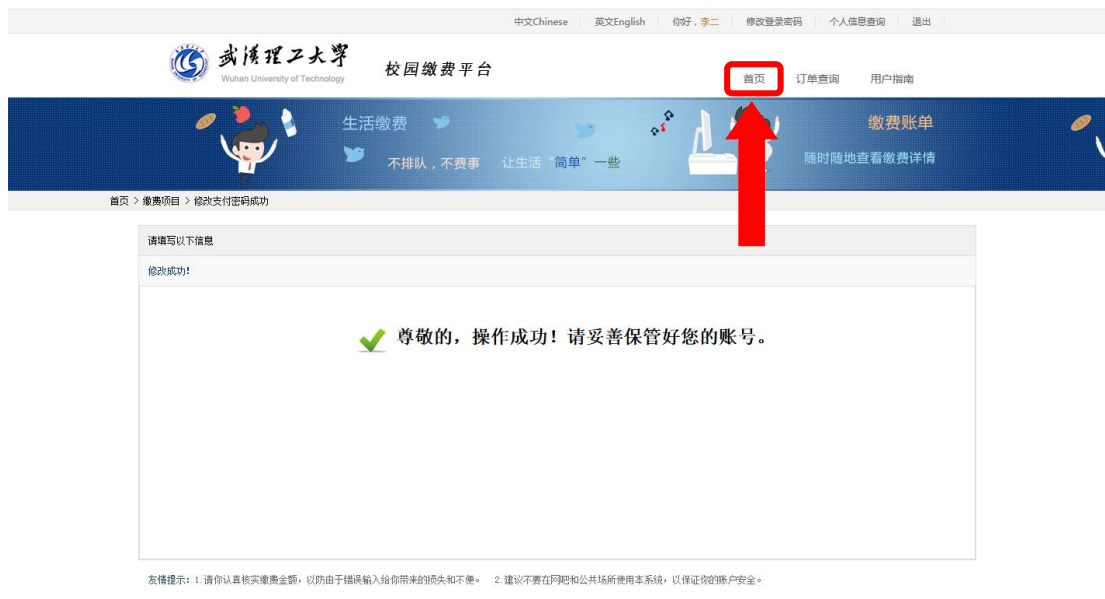 中文Chinese 英文English 你好,李二 修改登录密码 个人信息查询 退出
武汉理工大学 校园缴费平台
Wuhan University of Technology
首页 订单查询 用户指南
生活缴费 缴费账单
不排队,不费事 让生活“简单”一些 随时随地查看缴费详情
首页 > 缴费项目 > 修改支付密码成功
请填写以下信息
修改成功!
尊敬的,操作成功!请妥善保管好您的账号。
友情提示:1.请你认真核实缴费金额,以防由于错误输入给你带来的损失和不便。 2.建议不要在网吧和公共场所使用本系统,以保证你的账户安全。